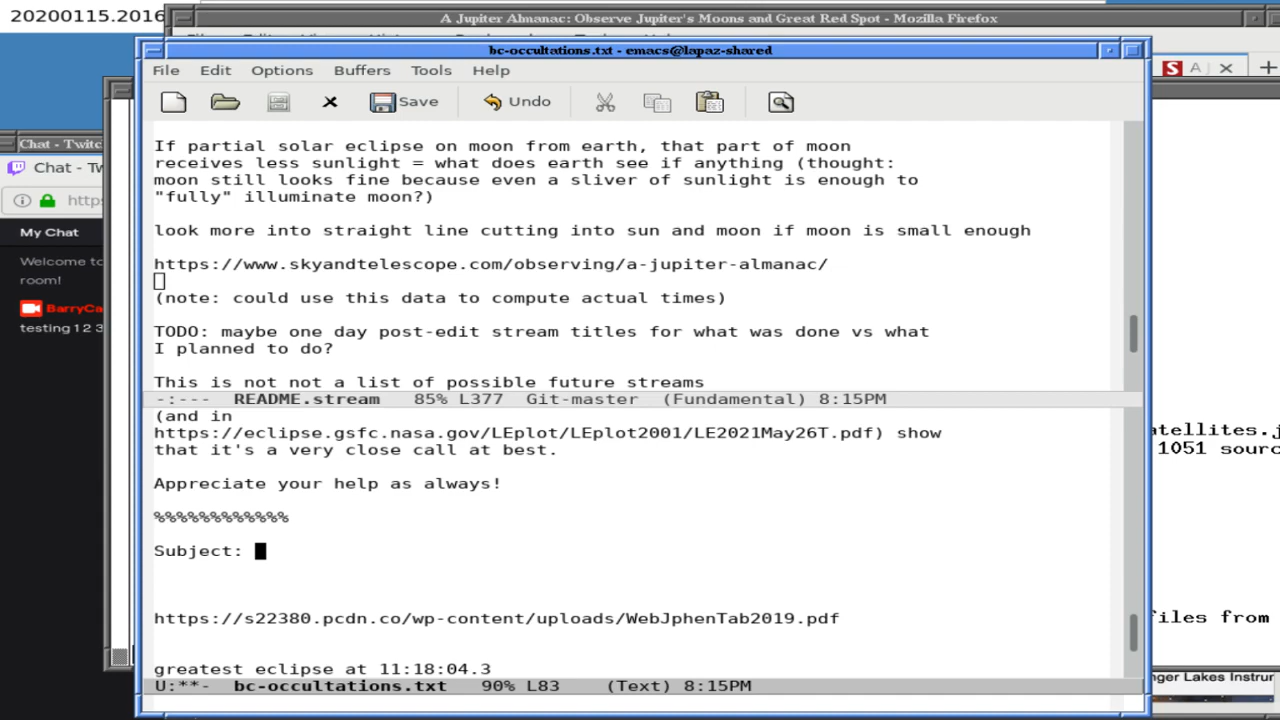 20200115.2016
A Jupiter Almanac: Observe Jupiter's Moons and Great Red Spot - Mozilla Firefox
bc-occultations.txt - emacs@lapaz-shared
File Edit Options Buffers Tools Help
Save Undo
If partial solar eclipse on moon from earth, that part of moon
receives less sunlight = what does earth see if anything (thought:
moon still looks fine because even a sliver of sunlight is enough to
"fully" illuminate moon?)
look more into straight line cutting into sun and moon if moon is small enough
https://www.skyandtelescope.com/observing/a-jupiter-almanac/
(note: could use this data to compute actual times)
TODO: maybe one day post-edit stream titles for what was done vs what
I planned to do?
This is not not a list of possible future streams
-:--- README.stream 85% L377 Git-master (Fundamental) 8:15PM
(and in
https://eclipse.gsfc.nasa.gov/LEplot/LEplot2001/LE2021May26T.pdf) show
that it's a very close call at best.
Appreciate your help as always!
%%%%%%%%%%%%
Subject:
https://s22380.pcdn.co/wp-content/uploads/WebJphenTab2019.pdf
greatest eclipse at 11:18:04.3
U:**- bc-occultations.txt 90% L83 (Text) 8:15PM
Chat - Twitc
Chat - Tw
https
My Chat
Welcome to
room!
BarryCa
testing 1 2 3
S A
atellites.j
1051 sourc
iles from
nger Lakes Instrur